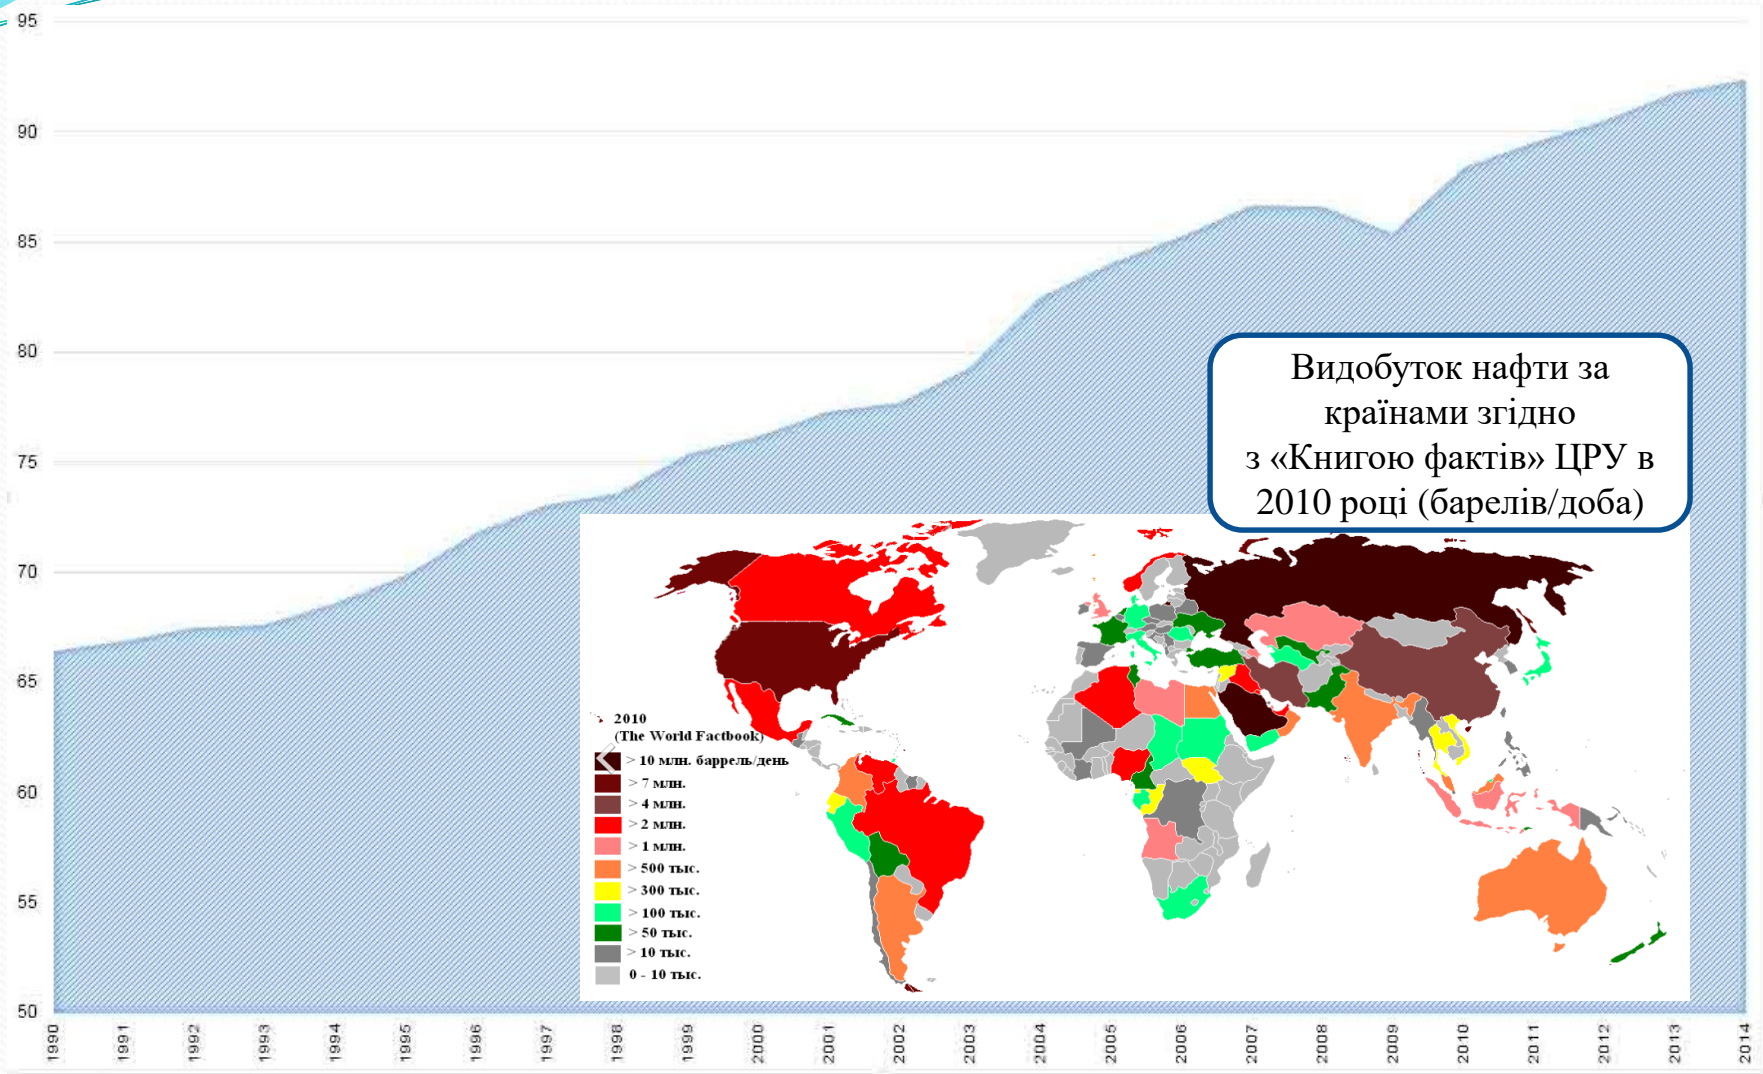 95
90
85
80
75
70
65
60
55
50
Видобуток нафти за
країнами згідно
з «Книгою фактів» ЦРУ в
2010 році (барелів/доба)
2010
(The World Factbook)
> 10 млн. баррель/день
> 7 млн.
> 4 млн.
> 2 млн.
> 1 млн.
> 500 тыс.
> 300 тыс.
> 100 тыс.
> 50 тыс.
> 10 тыс.
0 - 10 тыс.
1990 1991 1992 1993 1994 1995 1996 1997 1998 1999 2000 2001 2002 2003 2004 2005 2006 2007 2008 2009 2010 2011 2012 2013 2014